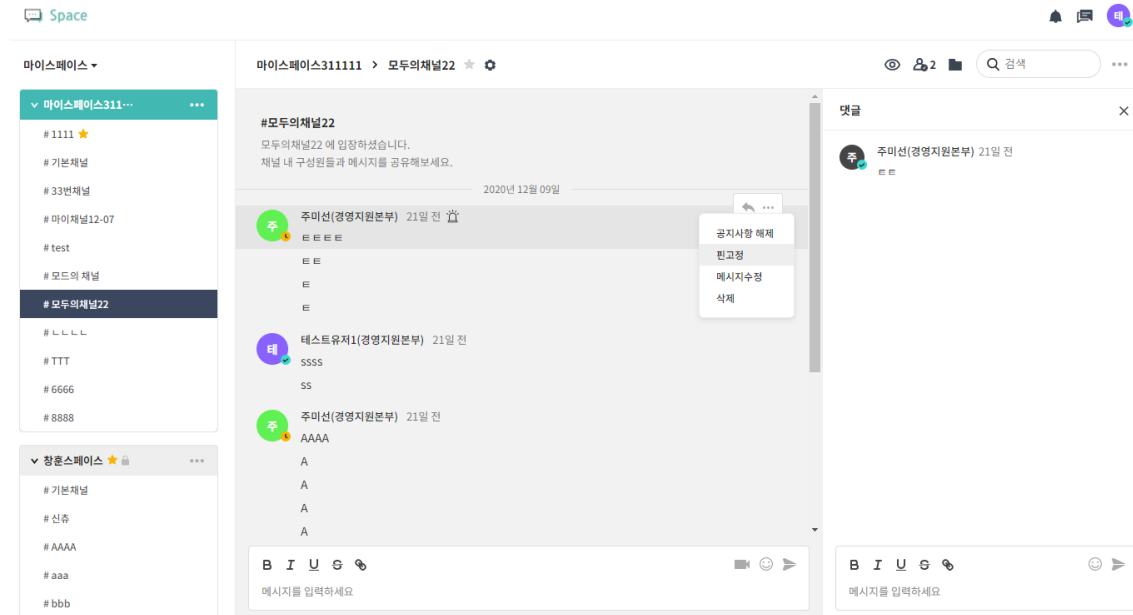 Space
테
마이스페이스
마이스페이스311111 > 모두의채널22
2
검색
마이스페이스311...
# 1111
# 기본채널
# 33번채널
# 마이채널12-07
# test
# 모드의 채널
# 모두의채널22
# ㄴㄴㄴㄴ
# TTT
# 6666
# 8888
창훈스페이스
# 기본채널
# 신츄
# AAAA
# aaa
# bbb
#모두의채널22
모두의채널22 에 입장하셨습니다.
채널 내 구성원들과 메시지를 공유해보세요.
2020년 12월 09일
주
주미선(경영지원본부) 21일 전
ㅌㅌㅌㅌ
ㅌㅌ
ㅌ
ㅌ
공지사항 해제
핀고정
메시지수정
삭제
테
테스트유저1(경영지원본부) 21일 전
ssss
ss
주
주미선(경영지원본부) 21일 전
AAAA
A
A
A
A
B I U S
메시지를 입력하세요
댓글
주
주미선(경영지원본부) 21일 전
ㅌㅌ
B I U S
메시지를 입력하세요